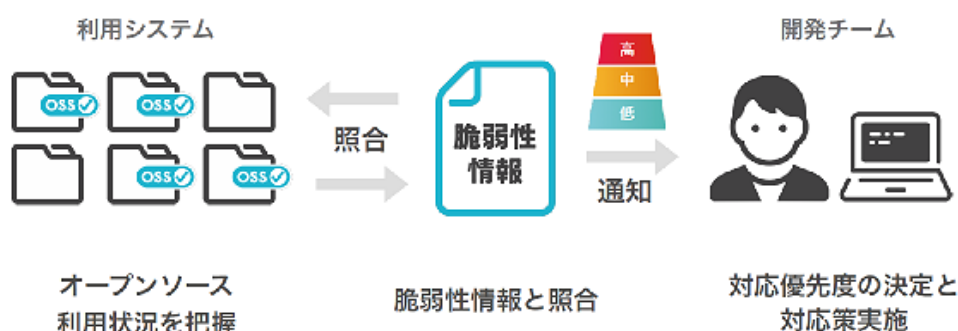 利用システム
開発チーム
高
中
低
OSS
OSS
OSS
OSS
照合
脆弱性
情報
通知
オープンソース
利用状況を把握
脆弱性情報と照合
対応優先度の決定と
対応策実施